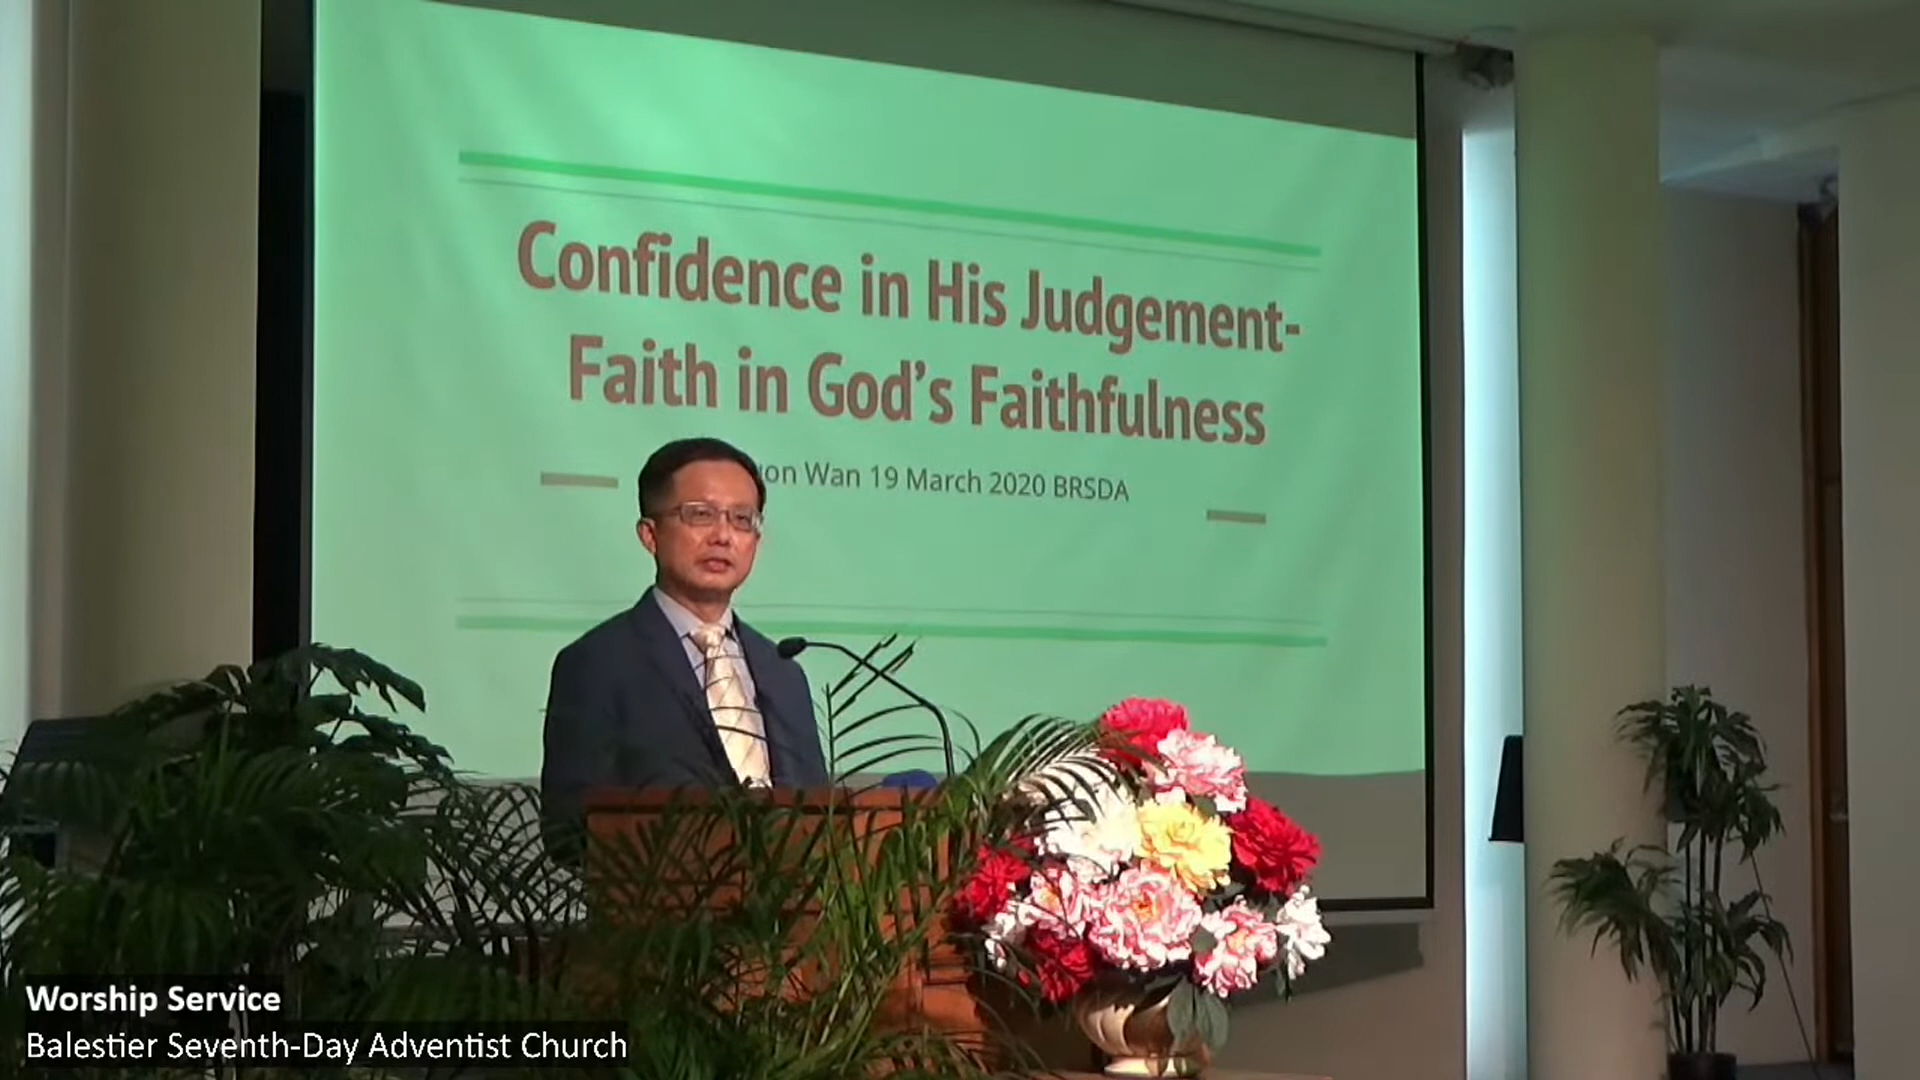 Confidence in His Judgement-
Faith in God's Faithfulness
Wan 19 March 2020 BRSDA
Worship Service
Balestier Seventh-Day Adventist Church